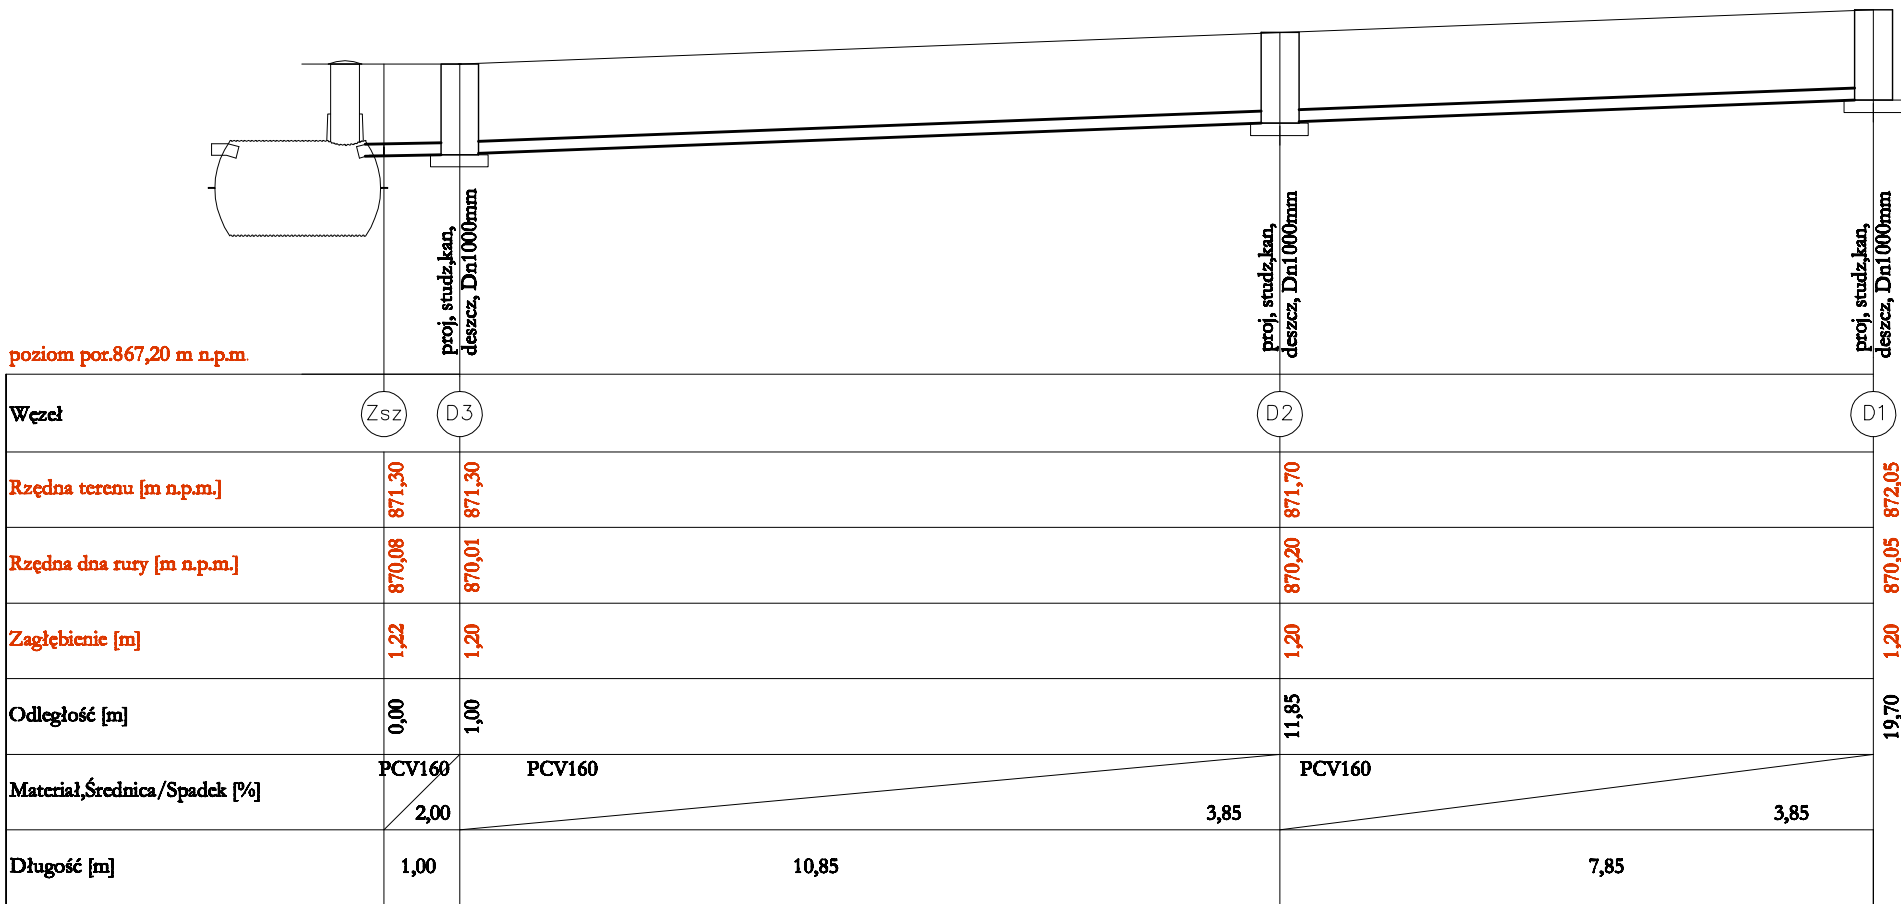 proj, studz,kan,
deszcz, Dn1000mm
proj, studz,kan,
deszcz, Dn1000mm
proj, studz,kan,
deszcz, Dn1000mm
poziom por.867,20 m n.p.m.
Węzeł Zsz D3 D2 D1
Rzędna terenu [m n.p.m.] 871,30 871,30 871,70 872,05
Rzędna dna rury [m n.p.m.] 870,08 870,01 870,20 870,05
Zagłębienie [m] 1,22 1,20 1,20 1,20
Odległość [m] 0,00 1,00 11,85 19,70
PCV160 PCV160 PCV160
Materiał,Średnica/Spadek [%]
2,00 3,85 3,85
Długość [m] 1,00 10,85 7,85